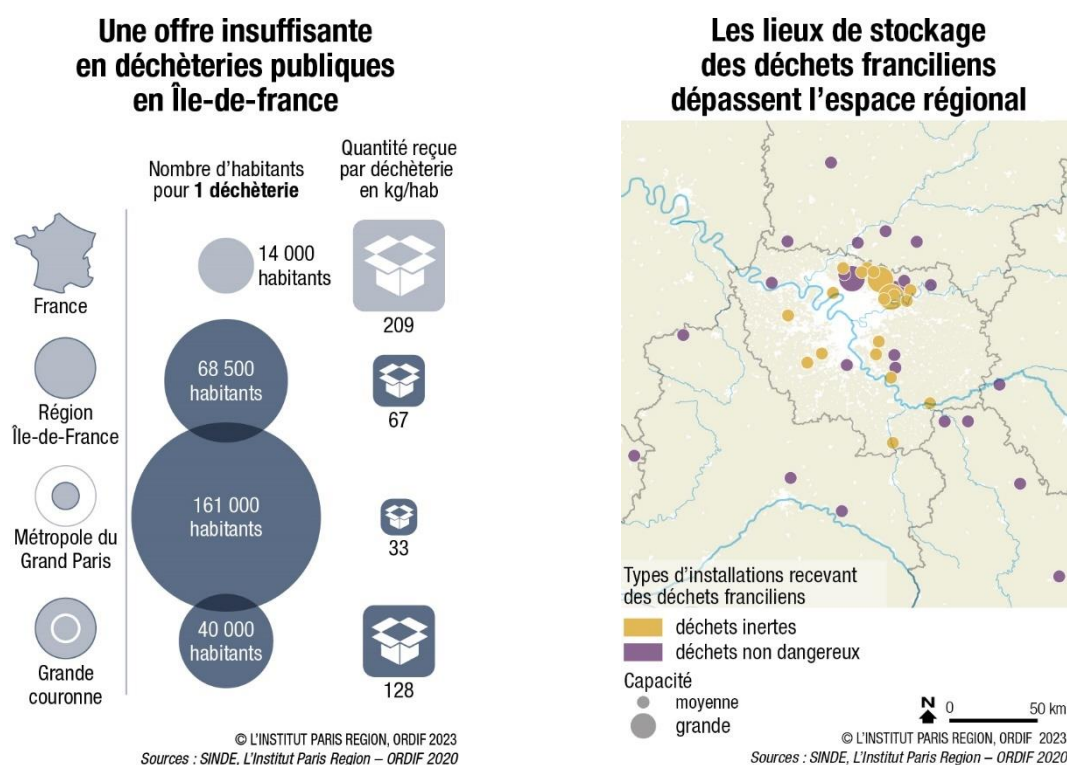 Une offre insuffisante
en déchèteries publiques
en Île-de-france
Nombre d'habitants
pour 1 déchèterie
Quantité reçue
par déchèterie
en kg/hab
France
14 000
habitants
209
Région
Île-de-France
68 500
habitants
67
Métropole du
Grand Paris
161 000
habitants
33
Grande
couronne
40 000
habitants
128
© L'INSTITUT PARIS REGION, ORDIF 2023
Sources : SINDE, L'Institut Paris Region – ORDIF 2020
Les lieux de stockage
des déchets franciliens
dépassent l'espace régional
Types d'installations recevant
des déchets franciliens
déchets inertes
déchets non dangereux
Capacité
moyenne
grande
N
0 50 km
© L'INSTITUT PARIS REGION, ORDIF 2023
Sources : SINDE, L'Institut Paris Region – ORDIF 2020